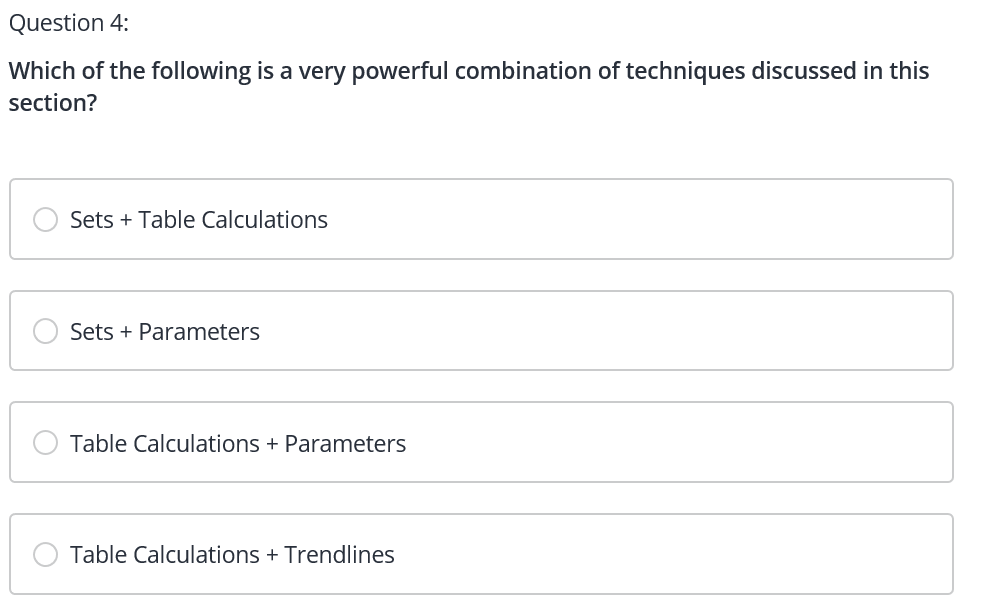 Question 4:
Which of the following is a very powerful combination of techniques discussed in this
section?
Sets + Table Calculations
Sets + Parameters
Table Calculations + Parameters
Table Calculations + Trendlines